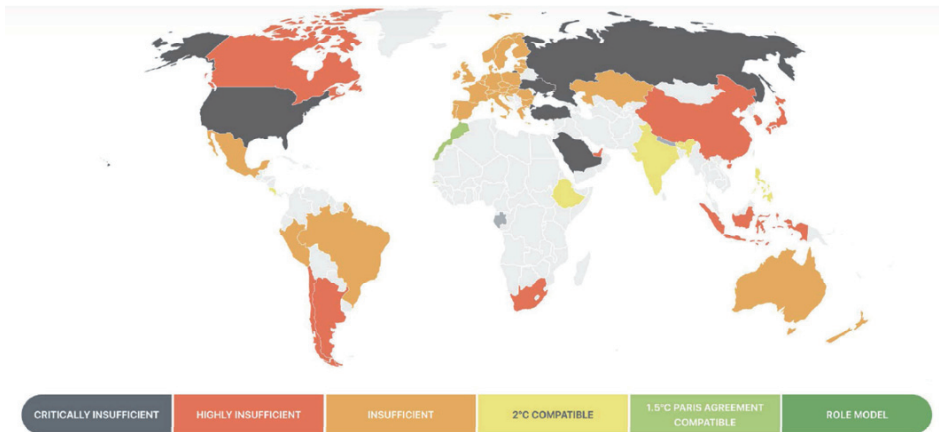 CRITICALLY INSUFFICIENT
HIGHLY INSUFFICIENT
INSUFFICIENT
2°C COMPATIBLE
1.5°C PARIS AGREEMENT
COMPATIBLE
ROLE MODEL